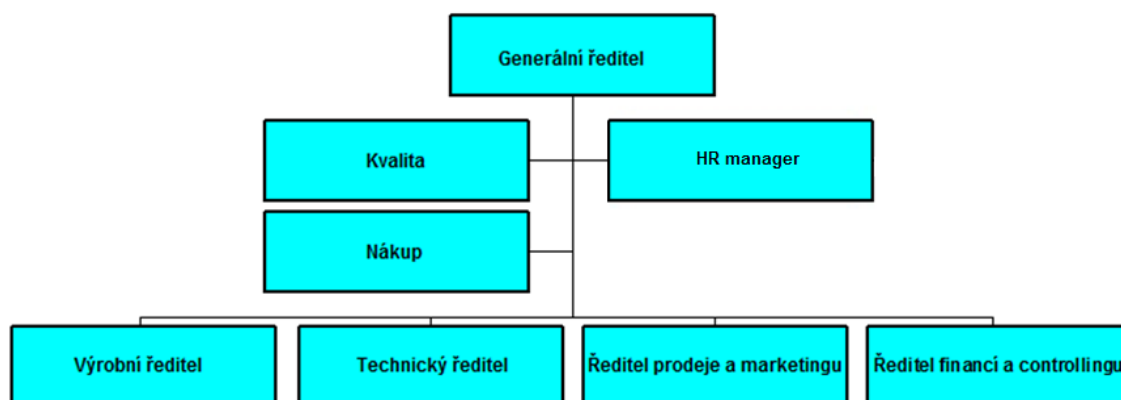 Generální ředitel
Kvalita
HR manager
Nákup
Výrobní ředitel
Technický ředitel
Ředitel prodeje a marketingu
Ředitel financí a controllingu